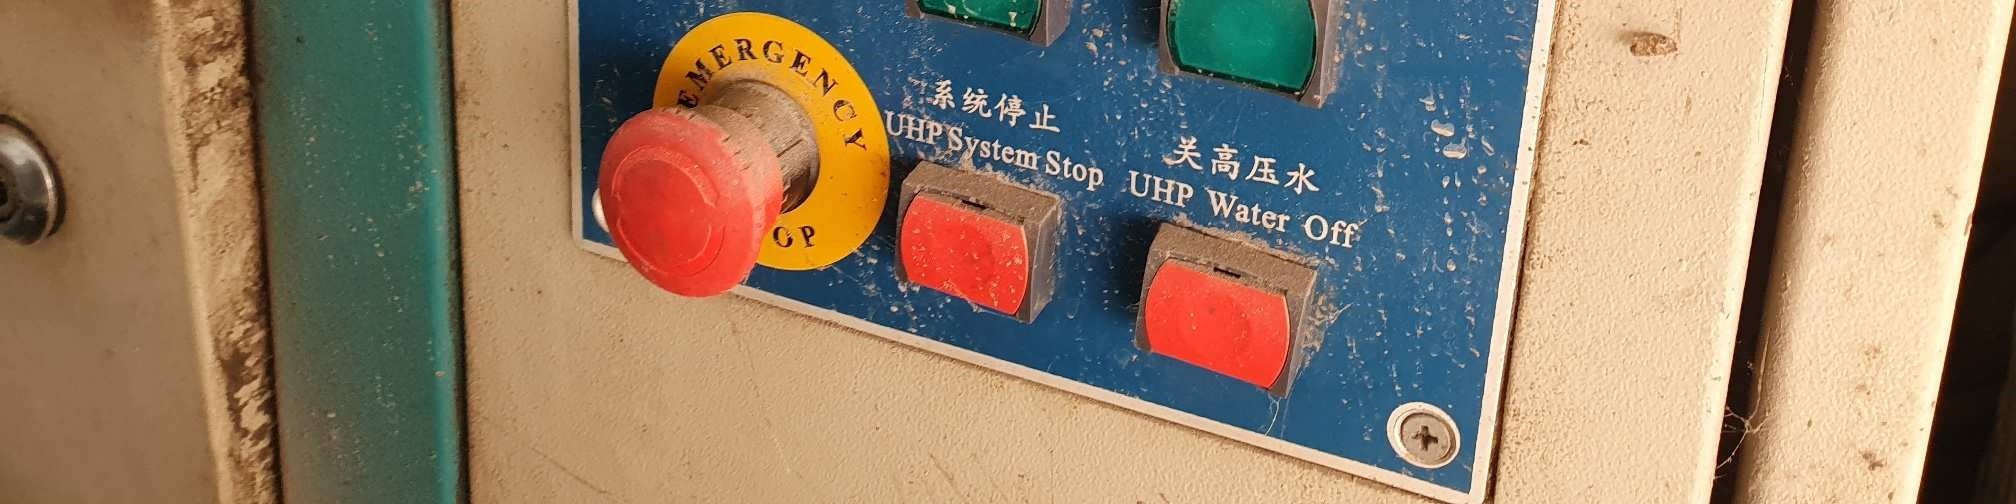 EMERGENCY
OP
系统停止
UHP System Stop
关高压水
UHP Water Off